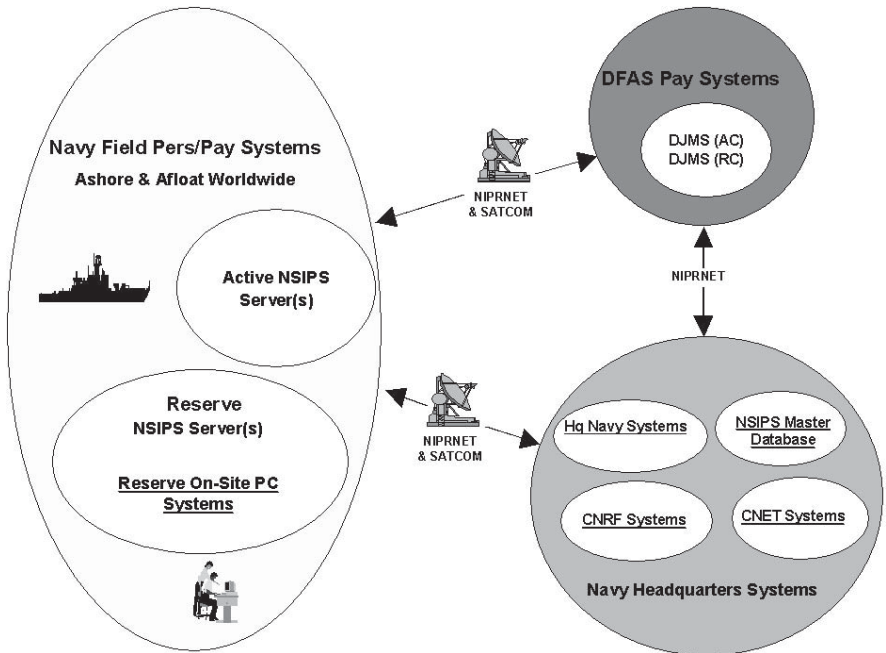 Navy Field Pers/Pay Systems
Ashore & Afloat Worldwide
Active NSIPS
Server(s)
Reserve
NSIPS Server(s)
Reserve On-Site PC
Systems
NIPRNET
& SATCOM
DFAS Pay Systems
DJMS (AC)
DJMS (RC)
NIPRNET
NIPRNET
& SATCOM
Hq Navy Systems
NSIPS Master
Database
CNRF Systems
CNET Systems
Navy Headquarters Systems